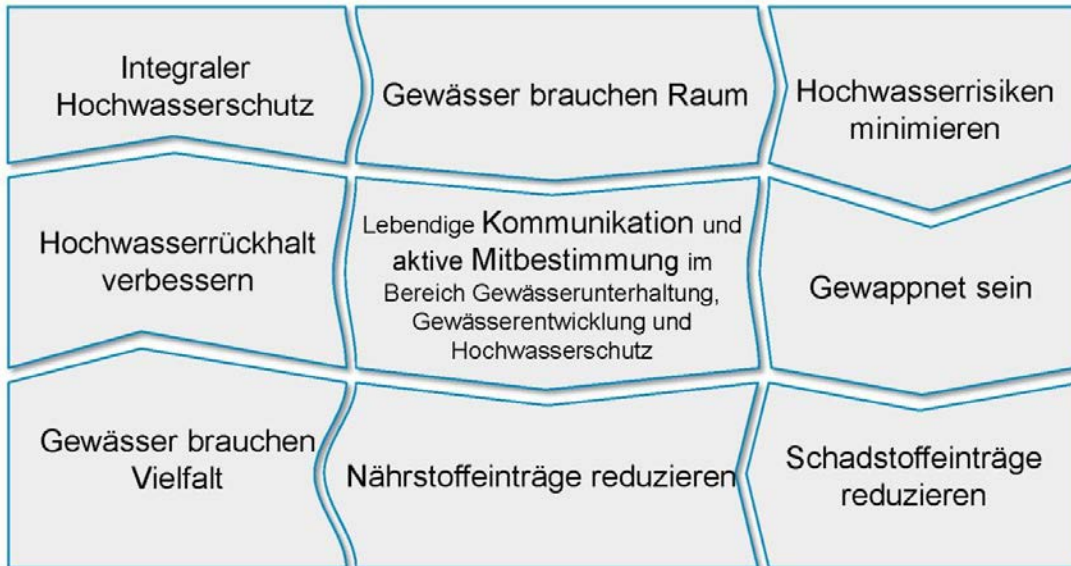 Integraler
Hochwasserschutz
Gewässer brauchen Raum
Hochwasserrisiken
minimieren
Hochwasserrückhalt
verbessern
Lebendige Kommunikation und
aktive Mitbestimmung im
Bereich Gewässerunterhaltung,
Gewässerentwicklung und
Hochwasserschutz
Gewappnet sein
Gewässer brauchen
Vielfalt
Nährstoffeinträge reduzieren
Schadstoffeinträge
reduzieren